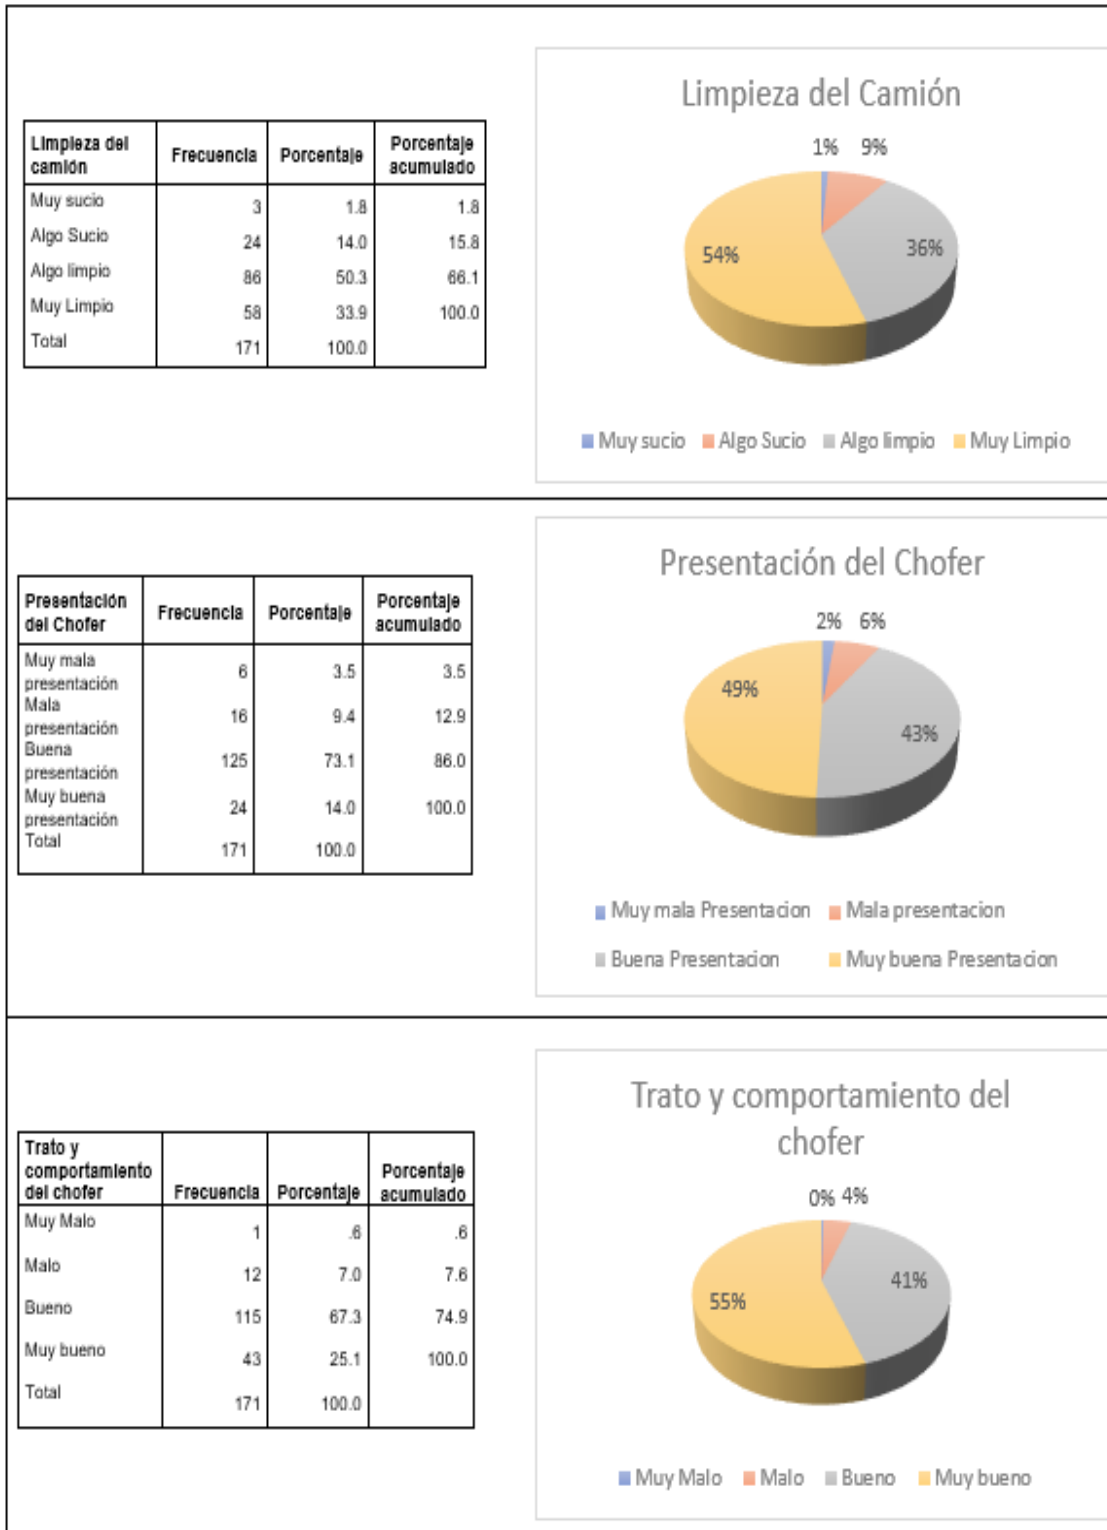 Limpieza del camión Frecuencia Porcentaje Porcentaje acumulado
Muy sucio 3 1.8 1.8
Algo Sucio 24 14.0 15.8
Algo limpio 86 50.3 66.1
Muy Limpio 58 33.9 100.0
Total 171 100.0
Limpieza del Camión
1% 9%
54% 36%
Muy sucio Algo Sucio Algo limpio Muy Limpio
Presentación del Chofer Frecuencia Porcentaje Porcentaje acumulado
Muy mala presentación 6 3.5 3.5
Mala presentación 16 9.4 12.9
Buena presentación 125 73.1 86.0
Muy buena presentación 24 14.0 100.0
Total 171 100.0
Presentación del Chofer
2% 6%
49%
43%
Muy mala Presentacion Mala presentacion
Buena Presentacion Muy buena Presentacion
Trato y comportamiento del chofer Frecuencia Porcentaje Porcentaje acumulado
Muy Malo 1 .6 .6
Malo 12 7.0 7.6
Bueno 115 67.3 74.9
Muy bueno 43 25.1 100.0
Total 171 100.0
Trato y comportamiento del
chofer
0% 4%
41%
55%
Muy Malo Malo Bueno Muy bueno